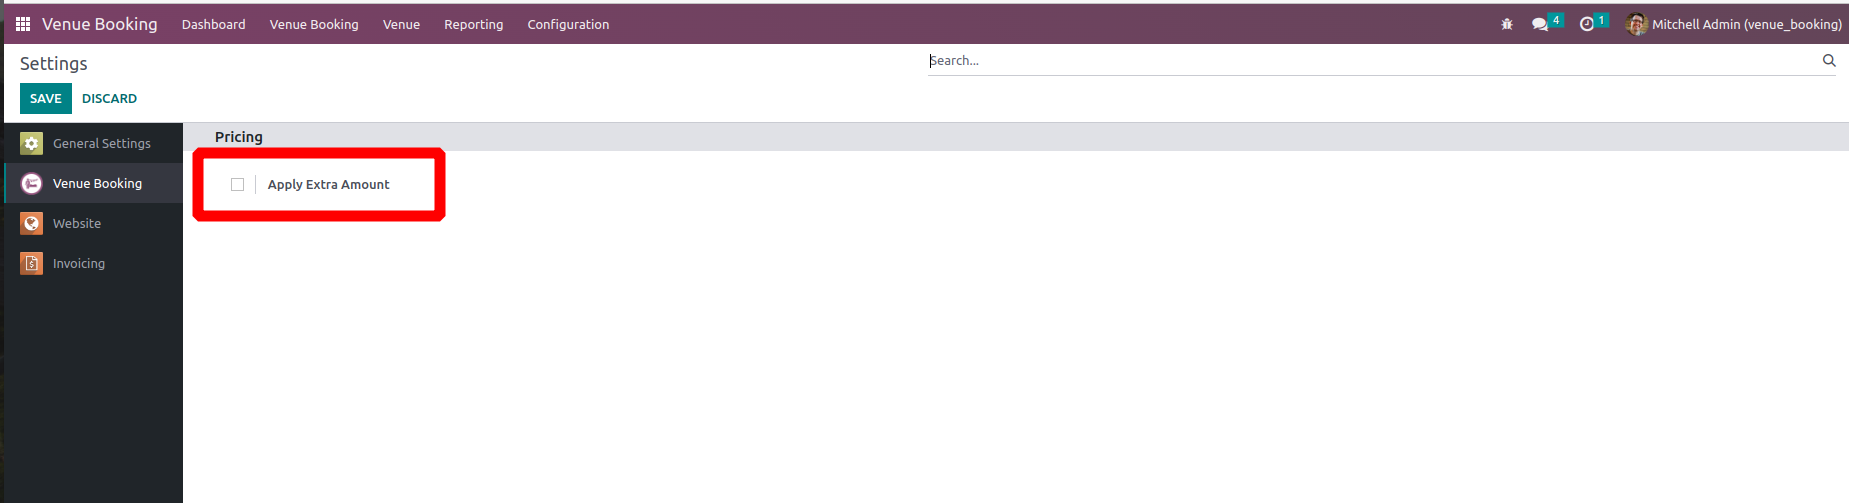 Venue Booking Dashboard Venue Booking Venue Reporting Configuration 4 1 Mitchell Admin (venue_booking)
Settings
Search...
SAVE DISCARD
General Settings
Venue Booking
Website
Invoicing
Pricing
Apply Extra Amount